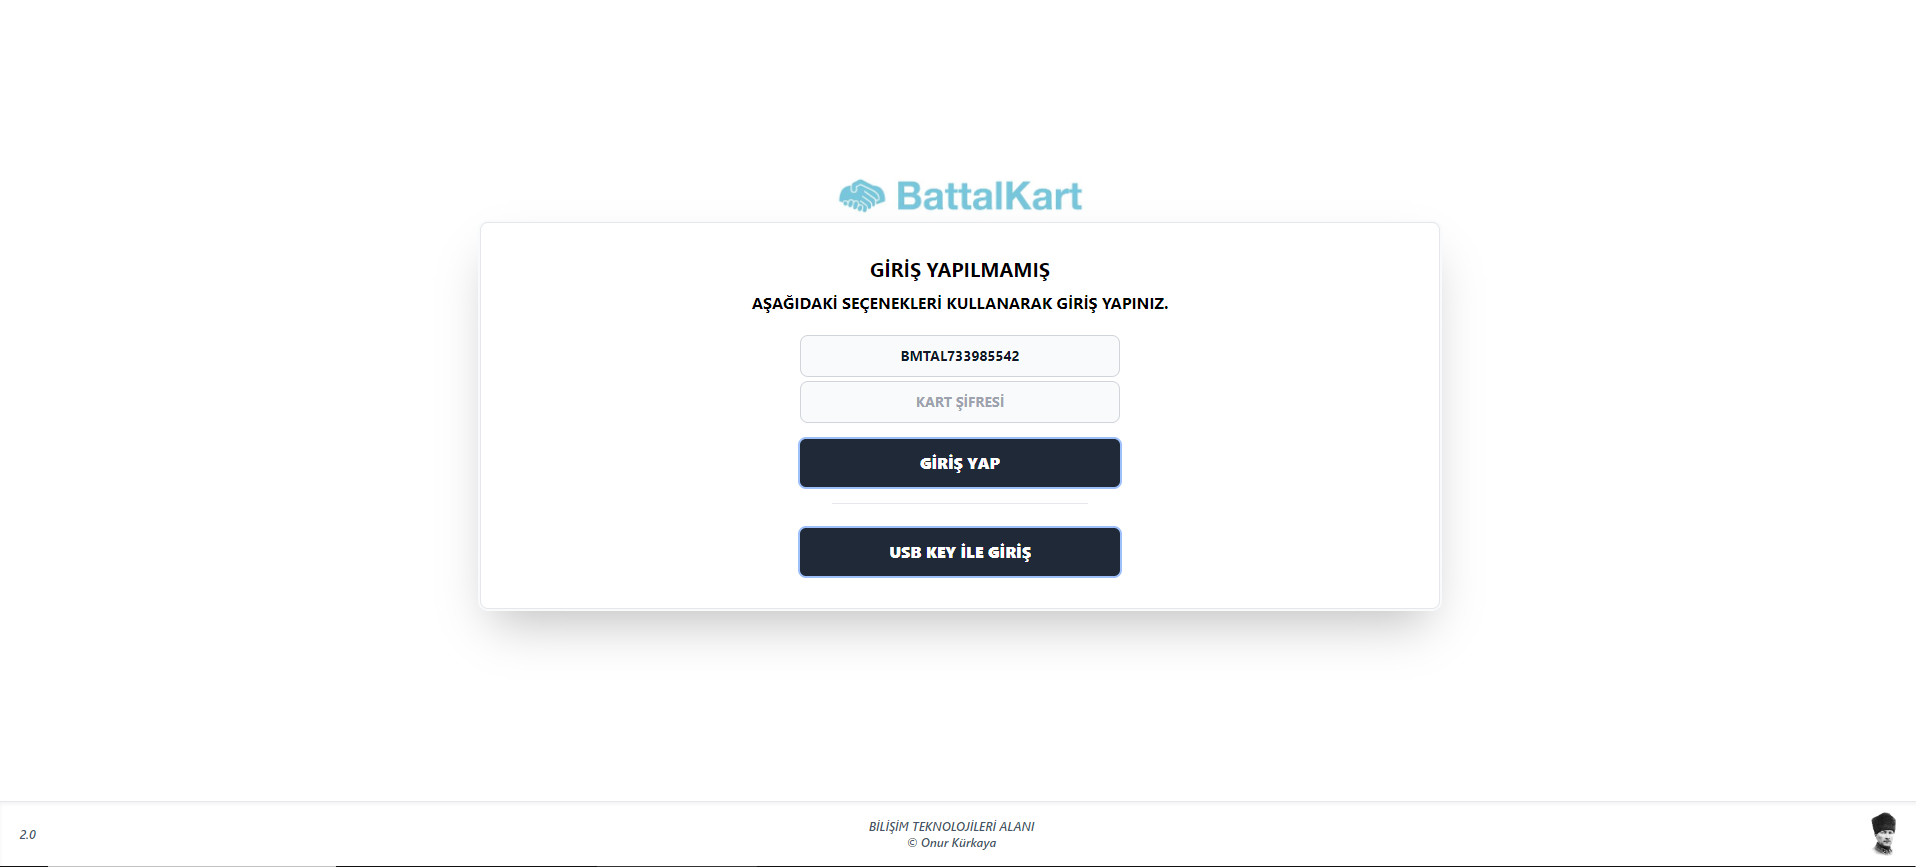 BattalKart
GİRİŞ YAPILMAMIŞ
AŞAĞIDAKİ SEÇENEKLERİ KULLANARAK GİRİŞ YAPINIZ.
BMTAL733985542
KART ŞİFRESİ
GİRİŞ YAP
USB KEY İLE GİRİŞ
2.0
BİLİŞİM TEKNOLOJİLERİ ALANI
© Onur Kürkaya